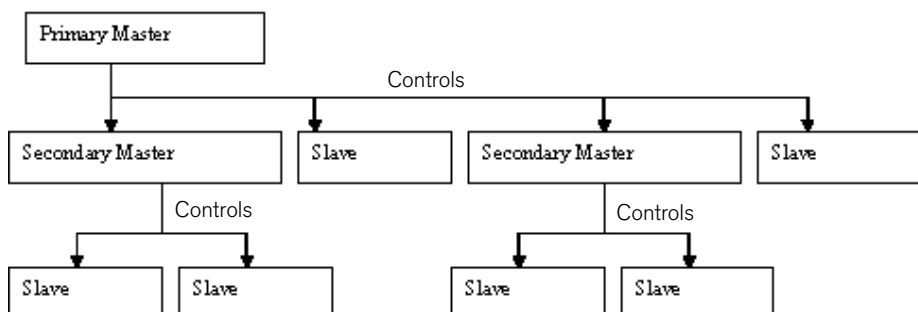 Primary Master
Controls
Secondary Master
Slave
Secondary Master
Slave
Controls
Controls
Slave
Slave
Slave
Slave